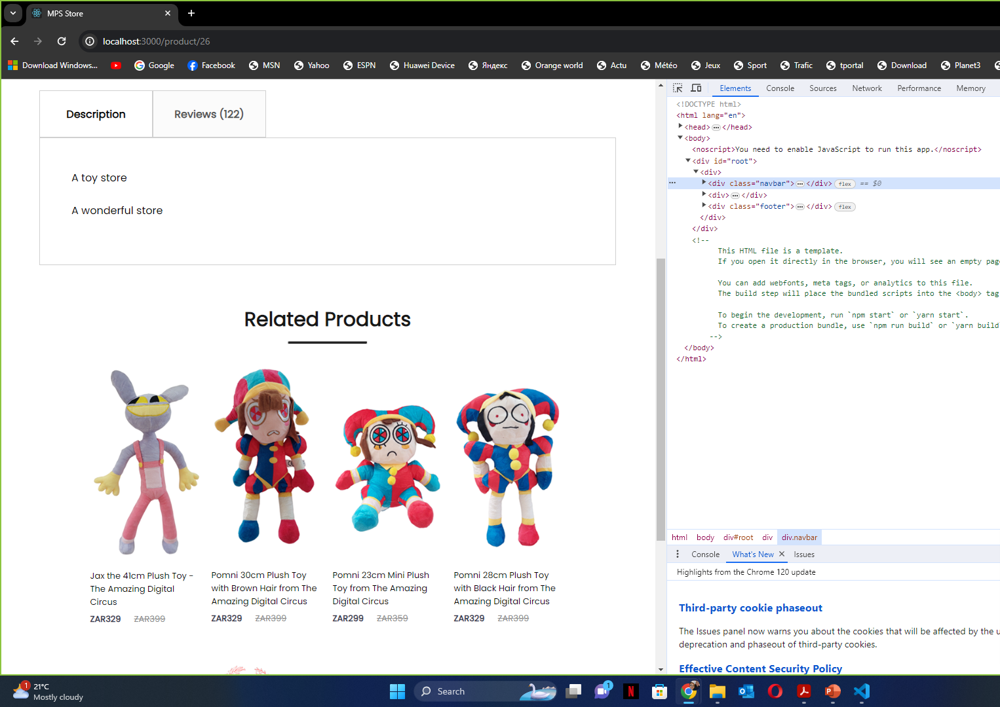 MPS Store
localhost:3000/product/26
Download Windows...
Google
Facebook
MSN
Yahoo
ESPN
Huawei Device
Яндекс
Orange world
Actu
Météo
Jeux
Sport
Trafic
tportal
Download
Planet3
Description
Reviews (122)
A toy store
A wonderful store
Related Products
Jax the 41cm Plush Toy -
The Amazing Digital
Circus
ZAR329 ZAR399
Pomni 30cm Plush Toy
with Brown Hair from The
Amazing Digital Circus
ZAR329 ZAR399
Pomni 23cm Mini Plush
Toy from The Amazing
Digital Circus
ZAR299 ZAR359
Pomni 28cm Plush Toy
with Black Hair from The
Amazing Digital Circus
ZAR329 ZAR399
Elements Console Sources Network Performance Memory
<!DOCTYPE html>
<html lang="en">
<head> ••• </head>
<body>
<noscript>You need to enable JavaScript to run this app.</noscript>
<div id="root">
<div>
••• <div class="navbar"> ••• </div> flex == $0
<div> ••• </div>
<div class="footer"> ••• </div> flex
</div>
</div>
<!--
This HTML file is a template.
If you open it directly in the browser, you will see an empty pag
You can add webfonts, meta tags, or analytics to this file.
The build step will place the bundled scripts into the <body> tag
To begin the development, run `npm start` or `yarn start`.
To create a production bundle, use `npm run build` or `yarn build
-->
</body>
</html>
html body div#root div div.navbar
Console What's New Issues
Highlights from the Chrome 120 update
Third-party cookie phaseout
The Issues panel now warns you about the cookies that will be affected by the u
deprecation and phaseout of third-party cookies.
Effective Content Security Policy
1
21°C
Mostly cloudy
Search
1
N